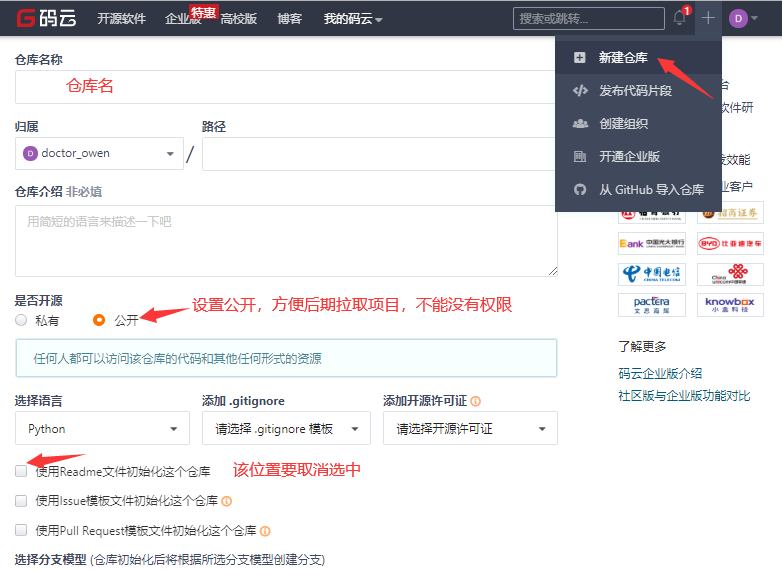 码云
开源软件
企业版
特惠
高校版
博客
我的码云
搜索或跳转...
1
D
新建仓库
发布代码片段
创建组织
开通企业版
从 GitHub 导入仓库
仓库名称
仓库名
归属
路径
D doctor_owen
/
仓库介绍 非必填
用简短的语言来描述一下吧
是否开源
私有
公开
设置公开，方便后期拉取项目，不能没有权限
任何人都可以访问该仓库的代码和其他任何形式的资源
选择语言
添加 .gitignore
添加开源许可证
Python
请选择 .gitignore 模板
请选择开源许可证
使用Readme文件初始化这个仓库
该位置要取消选中
使用Issue模板文件初始化这个仓库
使用Pull Request模板文件初始化这个仓库
选择分支模型 (仓库初始化后将根据所选分支模型创建分支)
台
软件研
发效能
业客户
招商证券
Bank 中国光大银行
BYD 比亚迪汽车
中国电信
CHINA TELECOM
China
unicom中国联通
pactera
文思海辉
knowbox
小盒科技
了解更多
码云企业版介绍
社区版与企业版功能对比